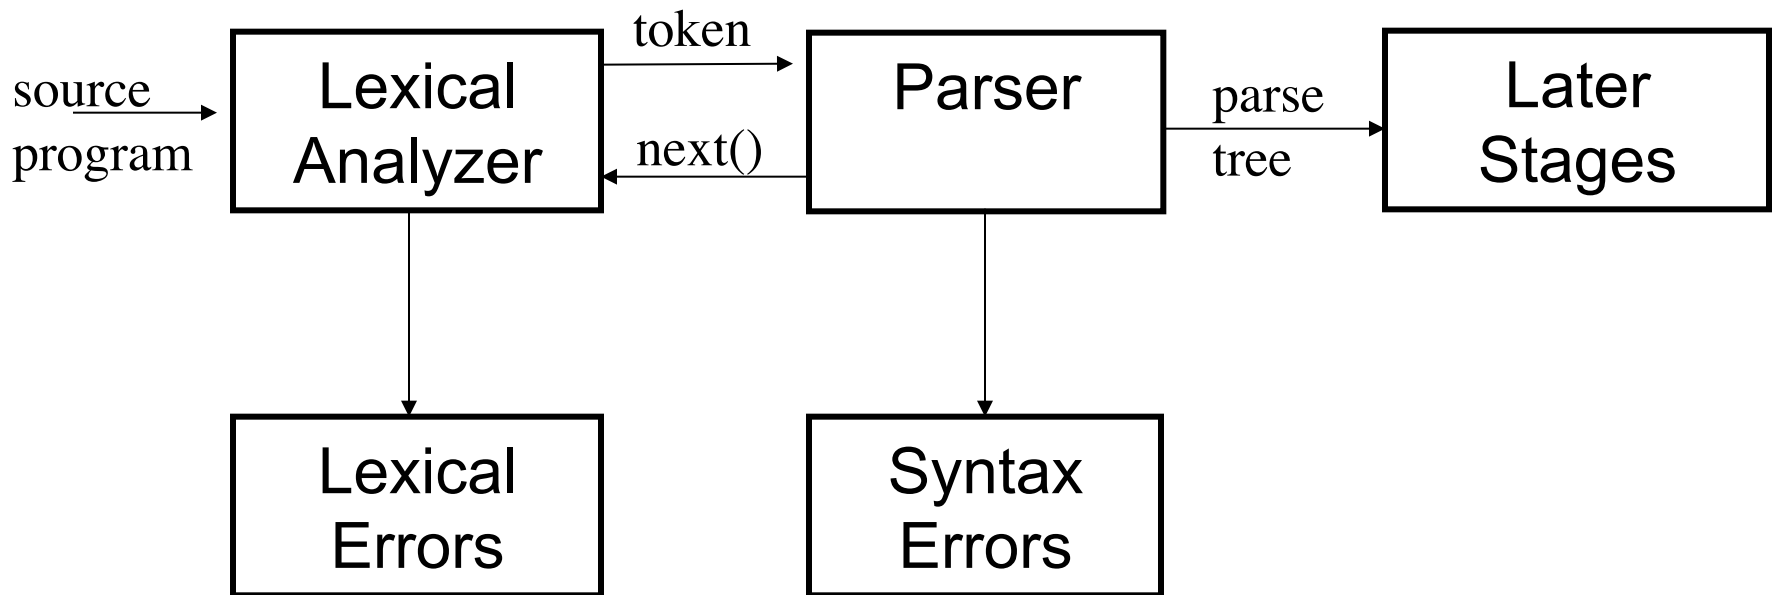 source
program
Lexical
Analyzer
token
next()
Parser
parse
tree
Later
Stages
Lexical
Errors
Syntax
Errors